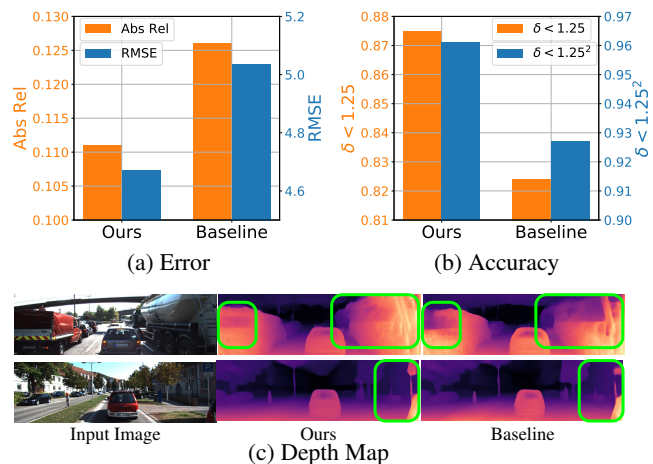 0.130
0.125
0.120
0.115
0.110
0.105
0.100
Abs Rel
Abs Rel
RMSE
5.2
5.0
4.8
4.6
RMSE
Ours Baseline
(a) Error
0.88
0.87
0.86
0.85
0.84
0.83
0.82
0.81
δ < 1.25
δ < 1.25
δ < 1.25²
0.97
0.96
0.95
0.94
0.93
0.92
0.91
0.90
δ < 1.25²
Ours Baseline
(b) Accuracy
Input Image Ours Baseline
(c) Depth Map